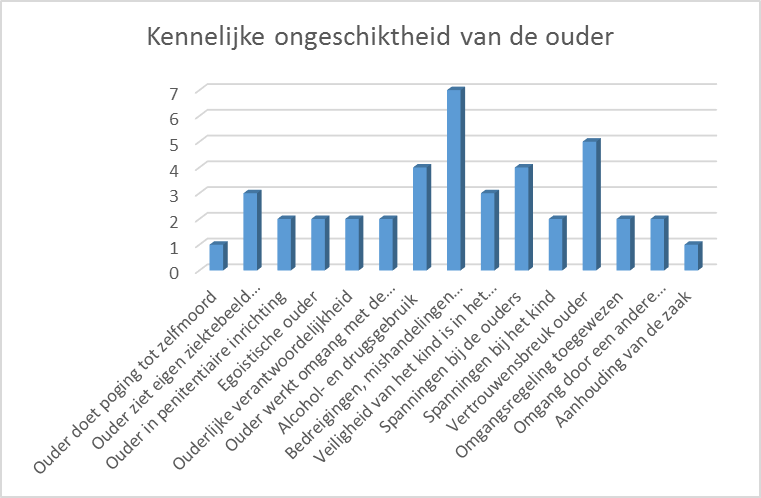 Kennelijke ongeschiktheid van de ouder
7
6
5
4
3
2
1
0
Ouder doet poging tot zelfmoord
Ouder ziet eigen ziektebeeld...
Ouder in penitentiaire inrichting
Egoistische ouder
Ouderlijke verantwoordelijkheid
Ouder werkt omgang met de...
Alcohol- en drugsgebruik
Bedreigingen, mishandelingen...
Veiligheid van het kind is in het...
Spanningen bij de ouders
Spanningen bij het kind
Vertrouwensbreuk ouder
Omgangsregeling toegewezen
Omgang door een andere...
Aanhouding van de zaak